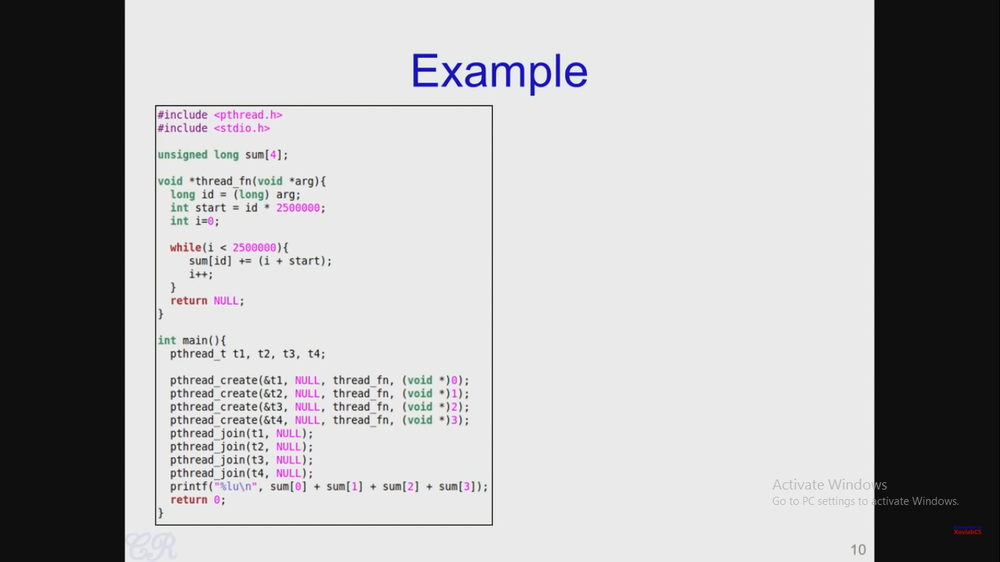 Example
#include <pthread.h>
#include <stdio.h>
unsigned long sum[4];
void *thread_fn(void *arg){
long id = (long) arg;
int start = id * 2500000;
int i=0;
while(i < 2500000){
sum[id] += (i + start);
i++;
}
return NULL;
}
int main(){
pthread_t t1, t2, t3, t4;
pthread_create(&t1, NULL, thread_fn, (void *)0);
pthread_create(&t2, NULL, thread_fn, (void *)1);
pthread_create(&t3, NULL, thread_fn, (void *)2);
pthread_create(&t4, NULL, thread_fn, (void *)3);
pthread_join(t1, NULL);
pthread_join(t2, NULL);
pthread_join(t3, NULL);
pthread_join(t4, NULL);
printf("%lu\n", sum[0] + sum[1] + sum[2] + sum[3]);
return 0;
}
Activate Windows
Go to PC settings to activate Windows.
XoviabCS
CR
10